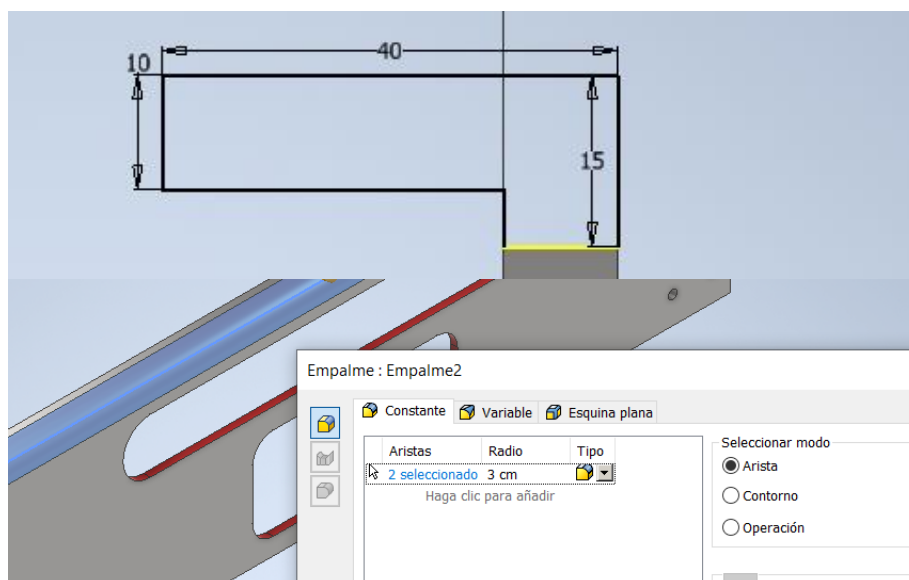 40
10
15
Empalme : Empalme2
Constante Variable Esquina plana
Aristas Radio Tipo
2 seleccionado 3 cm
Haga clic para añadir
Seleccionar modo
Arista
Contorno
Operación